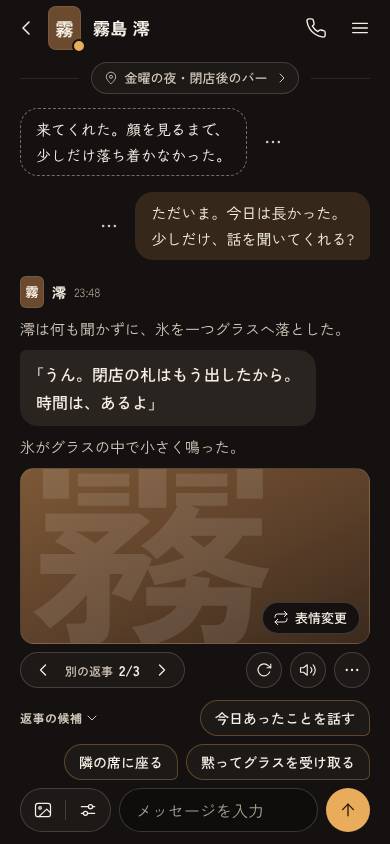 霧 霧島 澪
金曜の夜・閉店後のバー
来てくれた。顔を見るまで、
少しだけ落ち着かなかった。
ただいま。今日は長かった。
少しだけ、話を聞いてくれる?
霧 澪 23:48
澪は何も聞かずに、氷を一つグラスへ落とした。
「うん。閉店の札はもう出したから。
時間は、あるよ」
氷がグラスの中で小さく鳴った。
霧
表情変更
別の返事 2/3
返事の候補
今日あったことを話す
隣の席に座る
黙ってグラスを受け取る
メッセージを入力